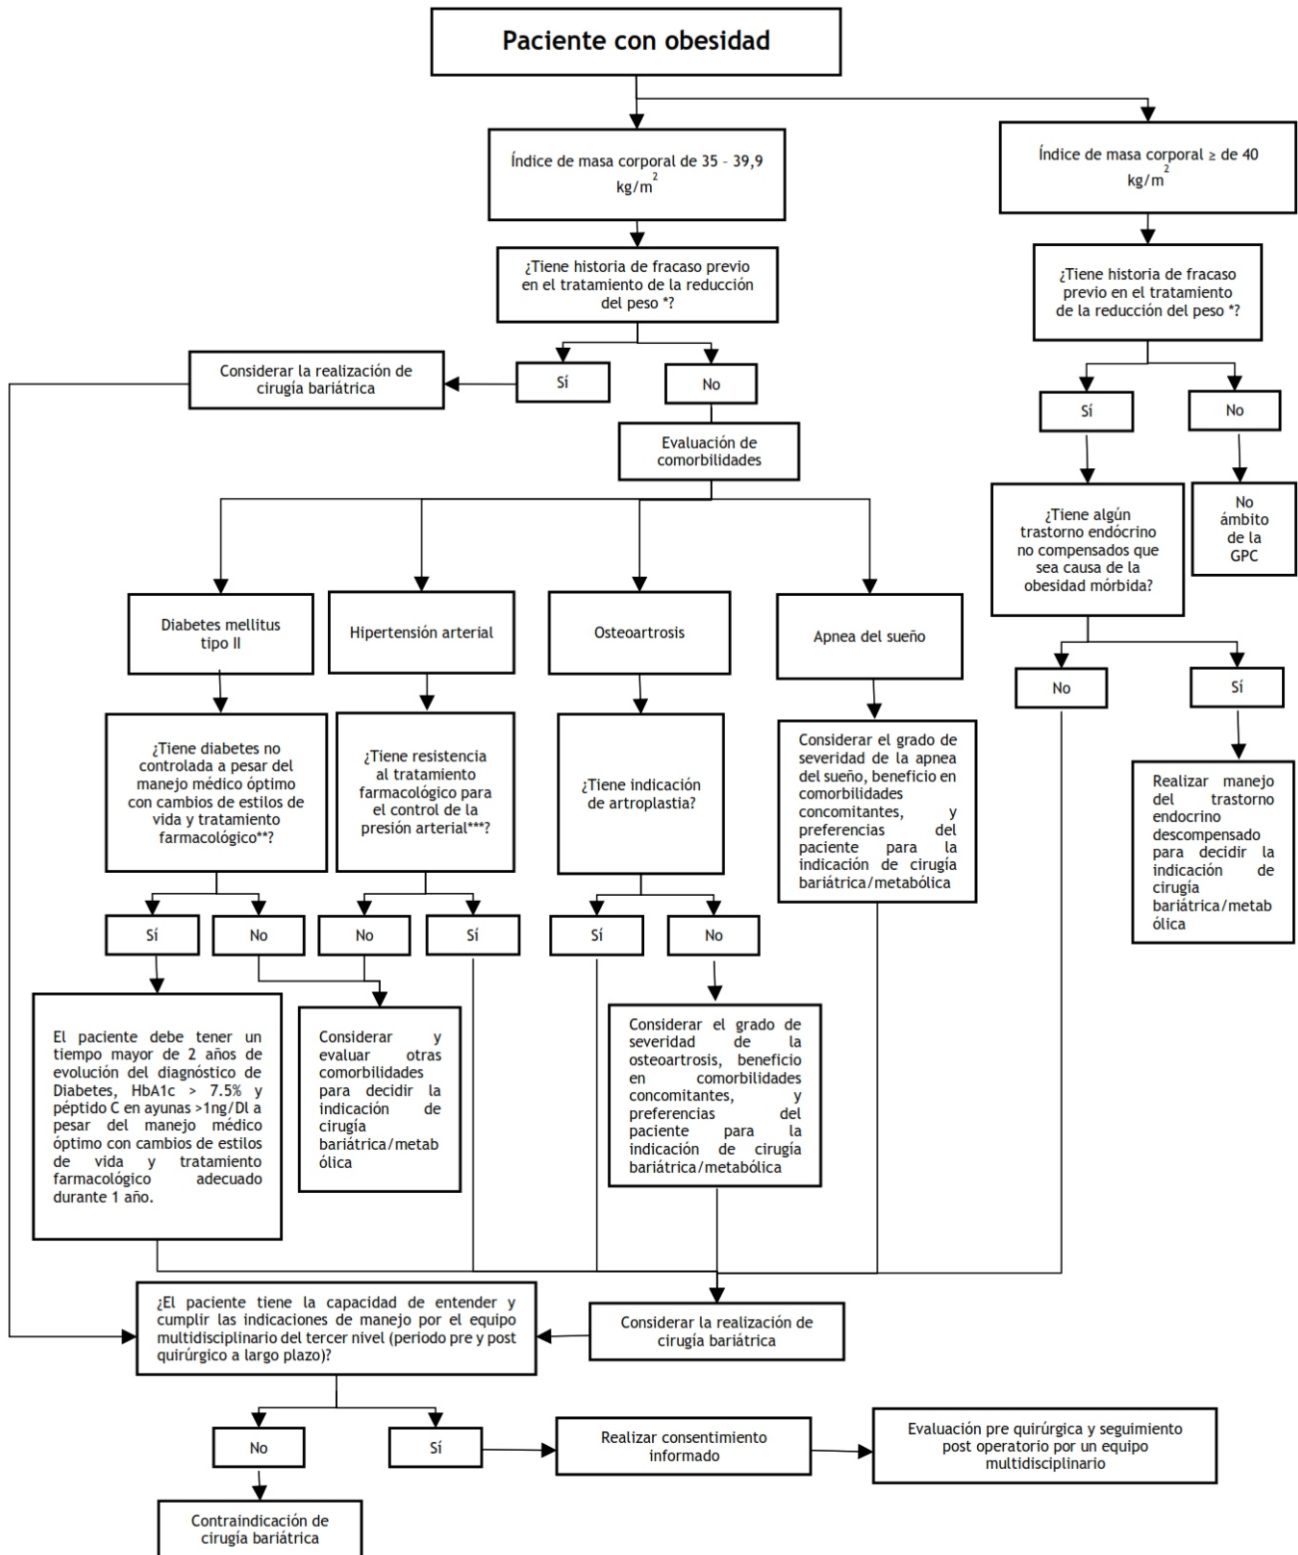 Paciente con obesidad
Índice de masa corporal de 35 - 39,9
kg/m2
Índice de masa corporal ≥ de 40
kg/m2
¿Tiene historia de fracaso previo
en el tratamiento de la reducción
del peso *?
¿Tiene historia de fracaso
previo en el tratamiento
de la reducción del peso *?
Considerar la realización de
cirugía bariátrica
Sí
No
Sí
No
Evaluación de
comorbilidades
¿Tiene algún
trastorno endócrino
no compensados que
sea causa de la
obesidad mórbida?
No
ámbito
de la
GPC
Diabetes mellitus
tipo II
Hipertensión arterial
Osteoartrosis
Apnea del sueño
No
Sí
¿Tiene diabetes no
controlada a pesar del
manejo médico óptimo
con cambios de estilos de
vida y tratamiento
farmacológico**?
¿Tiene resistencia
al tratamiento
farmacológico para
el control de la
presión arterial***?
¿Tiene indicación
de artroplastia?
Considerar el grado de
severidad de la apnea
del sueño, beneficio en
comorbilidades
concomitantes, y
preferencias del
paciente para la
indicación de cirugía
bariátrica/metabólica
Realizar manejo
del trastorno
endocrino
descompensado
para decidir la
indicación de
cirugía
bariátrica/metab
ólica
Sí
No
No
Sí
Sí
No
El paciente debe tener un
tiempo mayor de 2 años de
evolución del diagnóstico de
Diabetes, HbA1c > 7.5% y
péptido C en ayunas >1ng/Dl a
pesar del manejo médico
óptimo con cambios de estilos
de vida y tratamiento
farmacológico adecuado
durante 1 año.
Considerar y
evaluar otras
comorbilidades
para decidir la
indicación de
cirugía
bariátrica/metab
ólica
Considerar el grado de
severidad de la
osteoartrosis, beneficio
en comorbilidades
concomitantes, y
preferencias del
paciente para la
indicación de cirugía
bariátrica/metabólica
¿El paciente tiene la capacidad de entender y
cumplir las indicaciones de manejo por el equipo
multidisciplinario del tercer nivel (periodo pre y post
quirúrgico a largo plazo)?
Considerar la realización de
cirugía bariátrica
No
Sí
Realizar consentimiento
informado
Evaluación pre quirúrgica y seguimiento
post operatorio por un equipo
multidisciplinario
Contraindicación de
cirugía bariátrica